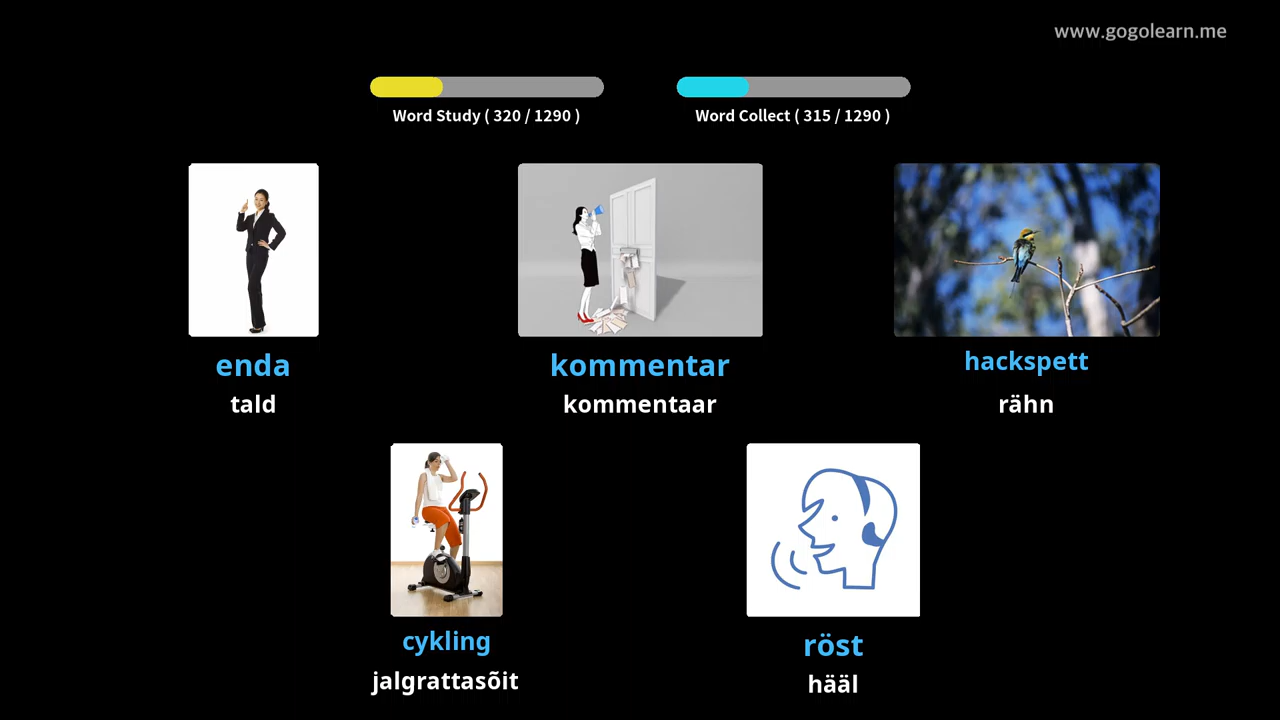 www.gogolearn.me
Word Study ( 320 / 1290 )
Word Collect ( 315 / 1290 )
enda
tald
kommentar
kommentaar
hackspett
rähn
cykling
jalgrattasõit
röst
hääl